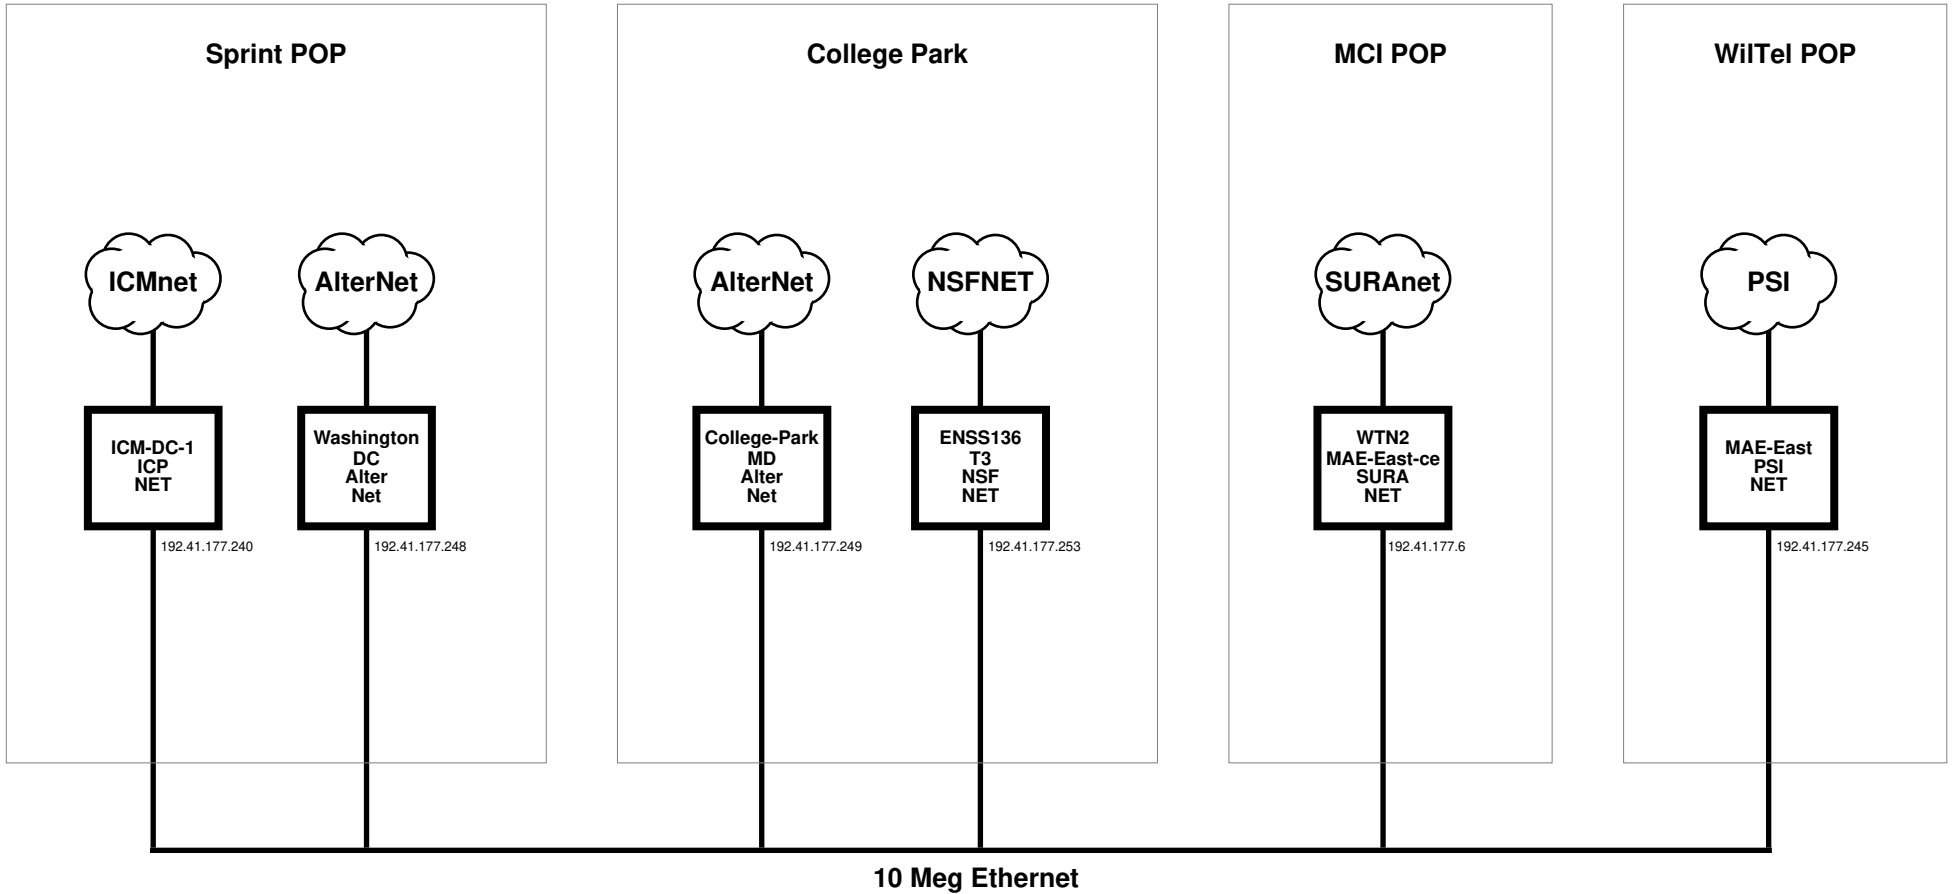 Sprint POP
College Park
MCI POP
WilTel POP
ICMnet
AlterNet
AlterNet
NSFNET
SURAnet
PSI
ICM-DC-1
ICP
NET
Washington
DC
Alter
Net
College-Park
MD
Alter
Net
ENSS136
T3
NSF
NET
WTN2
MAE-East-ce
SURA
NET
MAE-East
PSI
NET
192.41.177.240
192.41.177.248
192.41.177.249
192.41.177.253
192.41.177.6
192.41.177.245
10 Meg Ethernet